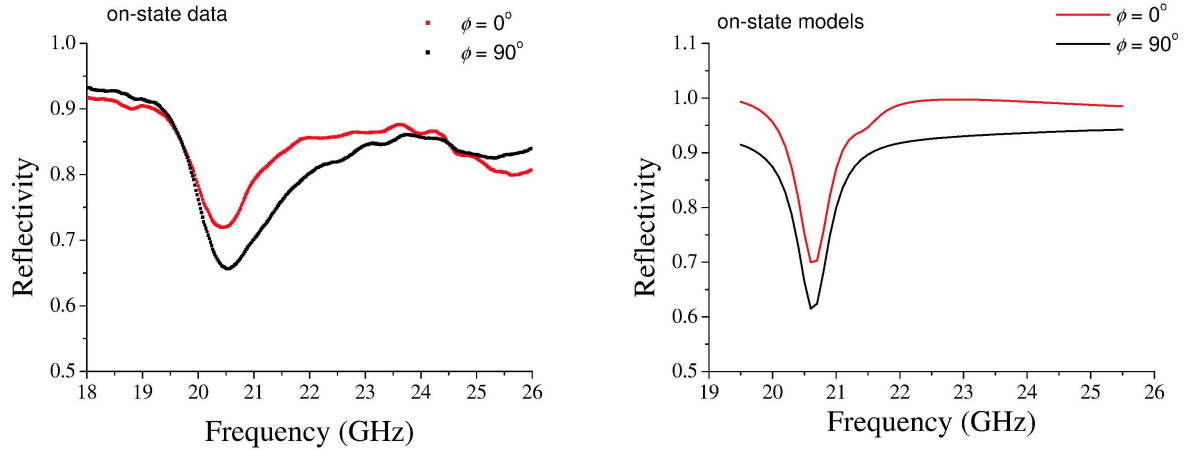 on-state data
ϕ = 0°
ϕ = 90°
1.0
0.9
0.8
0.7
0.6
0.5
Reflectivity
18 19 20 21 22 23 24 25 26
Frequency (GHz)
on-state models
ϕ = 0°
ϕ = 90°
1.1
1.0
0.9
0.8
0.7
0.6
0.5
Reflectivity
19 20 21 22 23 24 25 26
Frequency (GHz)